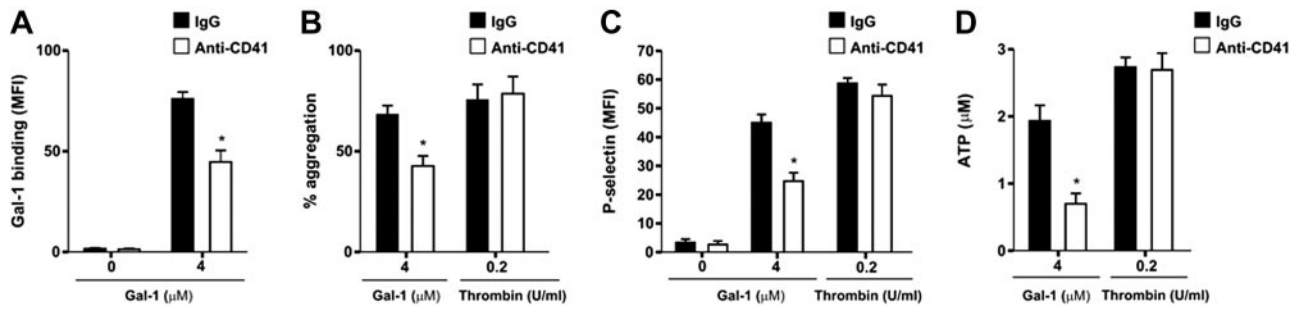 A
IgG
Anti-CD41
100
50
0
Gal-1 binding (MFI)
*
0
4
Gal-1 (μM)
B
IgG
Anti-CD41
100
50
0
% aggregation
*
4
0.2
Gal-1 (μM)
Thrombin (U/ml)
C
IgG
Anti-CD41
70
60
50
40
30
20
10
0
P-selectin (MFI)
*
0
4
0.2
Gal-1 (μM)
Thrombin (U/ml)
D
IgG
Anti-CD41
3
2
1
0
ATP (μM)
*
4
0.2
Gal-1 (μM)
Thrombin (U/ml)